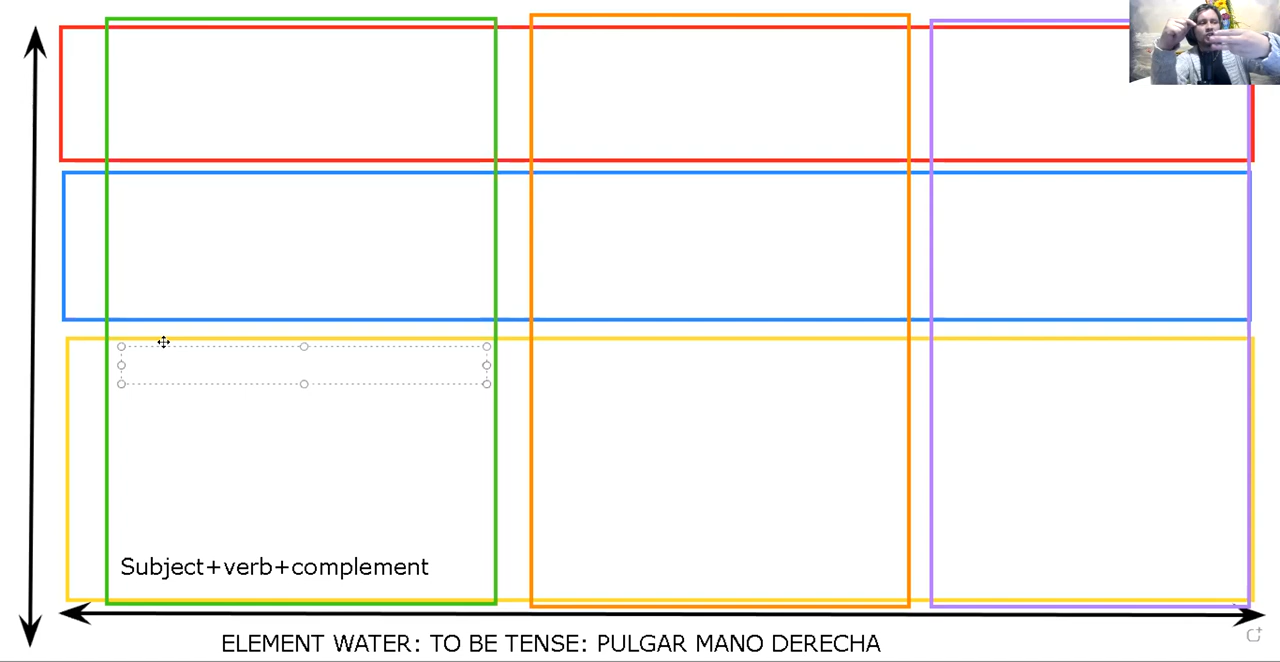 Subject+verb+complement
ELEMENT WATER: TO BE TENSE: PULGAR MANO DERECHA